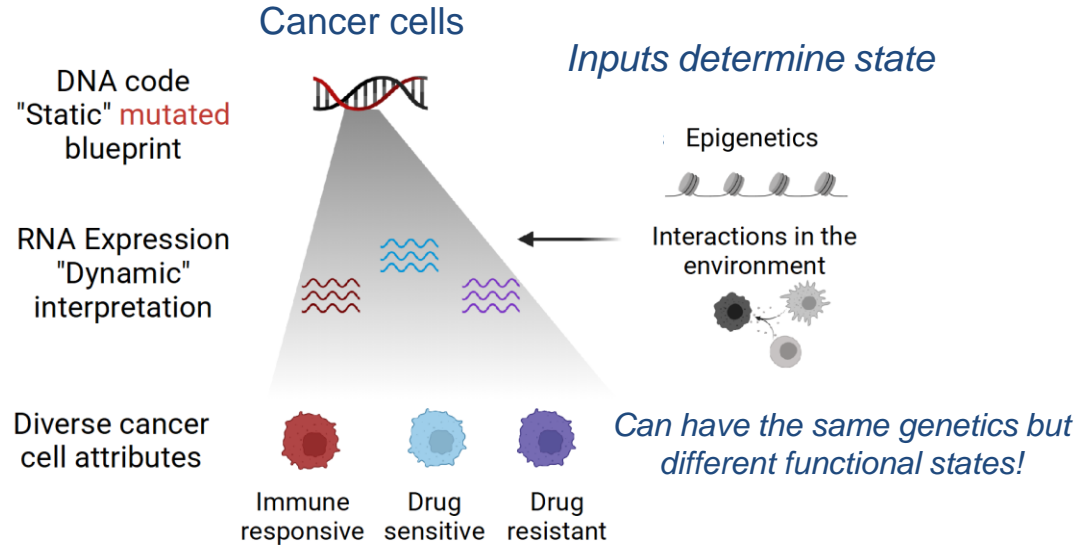 Cancer cells
Inputs determine state
DNA code
"Static" mutated
blueprint
Epigenetics
RNA Expression
"Dynamic"
interpretation
Interactions in the
environment
Diverse cancer
cell attributes
Can have the same genetics but
different functional states!
Immune
responsive
Drug
sensitive
Drug
resistant